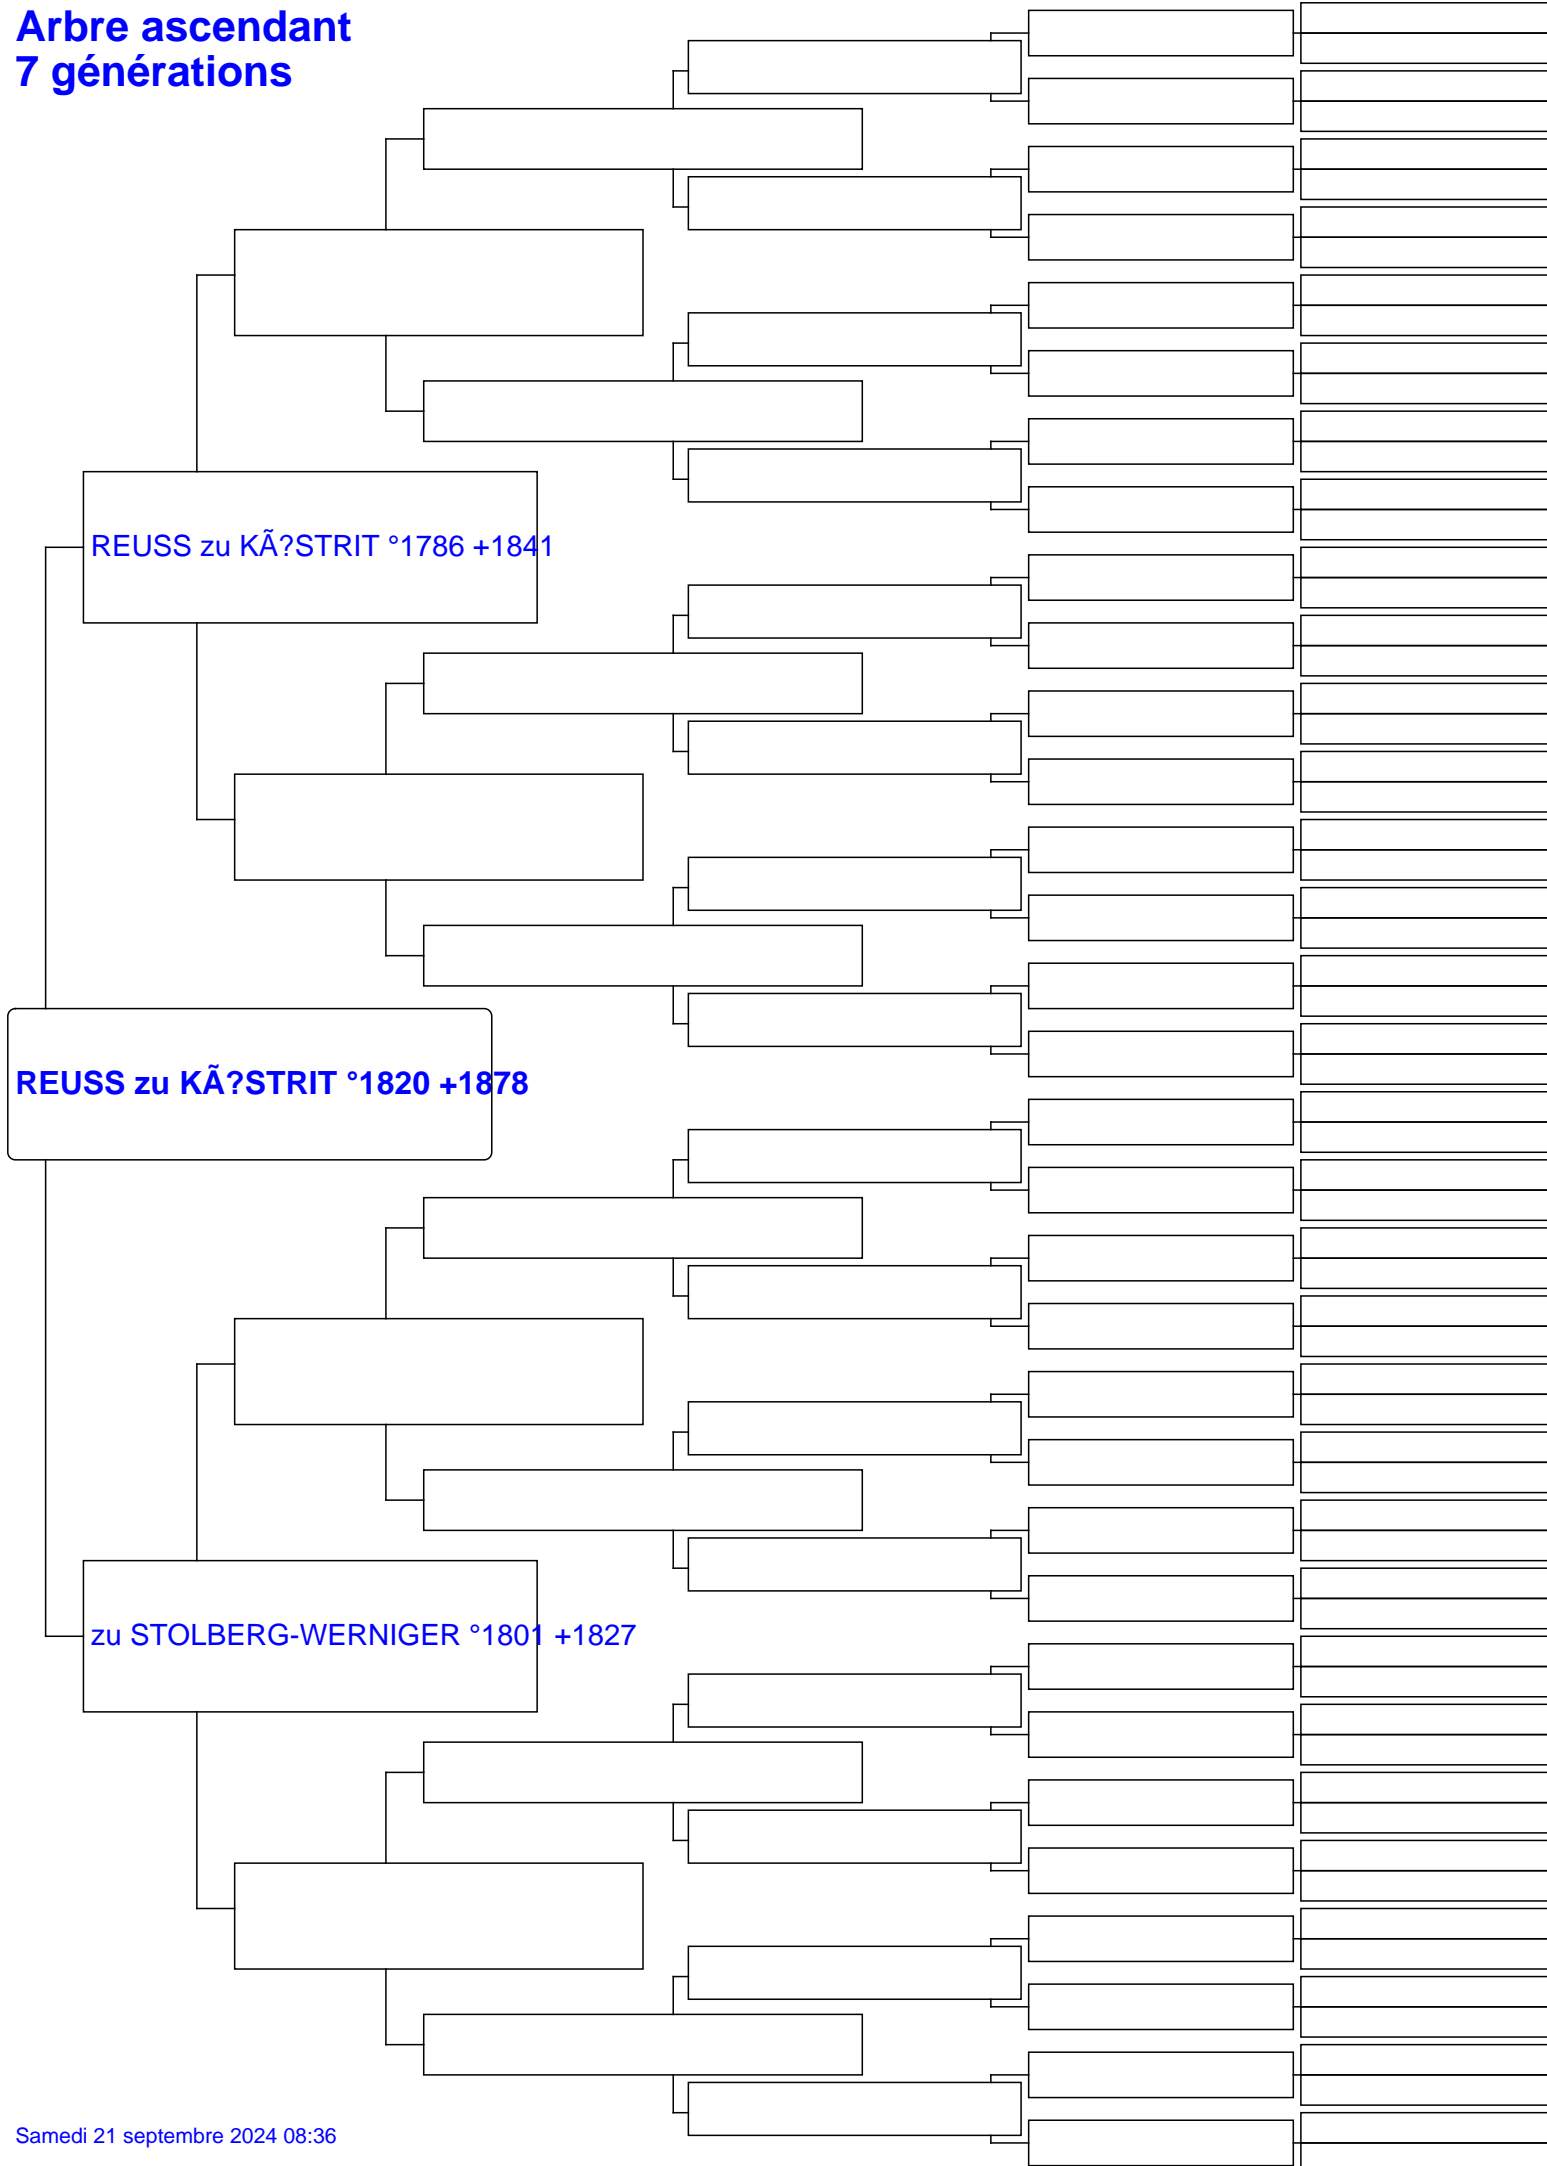 Arbre ascendant
7 générations
REUSS zu KÃ?STRIT °1786 +1841
REUSS zu KÃ?STRIT °1820 +1878
zu STOLBERG-WERNIGER °1801 +1827
Samedi 21 septembre 2024 08:36